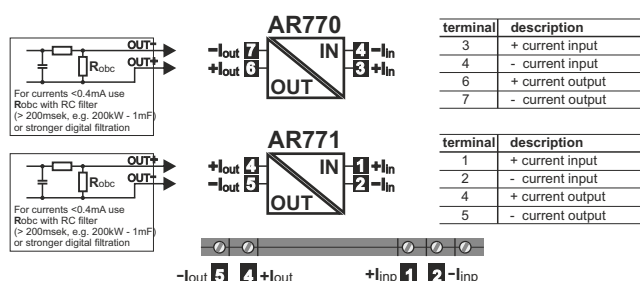 AR770
OUT-
OUT+
Robc
For currents <0.4mA use
Robc with RC filter
(> 200msek, e.g. 200kW - 1mF)
or stronger digital filtration
-Iout 7 IN 4 -Iin
+Iout 6 3 +Iin
OUT
terminal description
3 + current input
4 - current input
6 + current output
7 - current output
AR771
OUT+
OUT-
Robc
For currents <0.4mA use
Robc with RC filter
(> 200msek, e.g. 200kW - 1mF)
or stronger digital filtration
+Iout 4 IN 1 +Iin
-Iout 5 2 -Iin
OUT
terminal description
1 + current input
2 - current input
4 + current output
5 - current output
-Iout 5 4 +Iout +Iinp 1 2 -Iinp